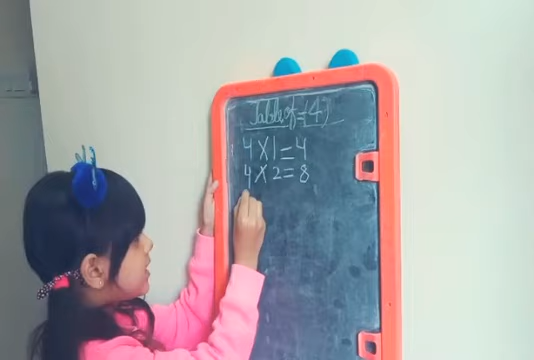 Table of = (4)
4 X 1 = 4
4 X 2 = 8